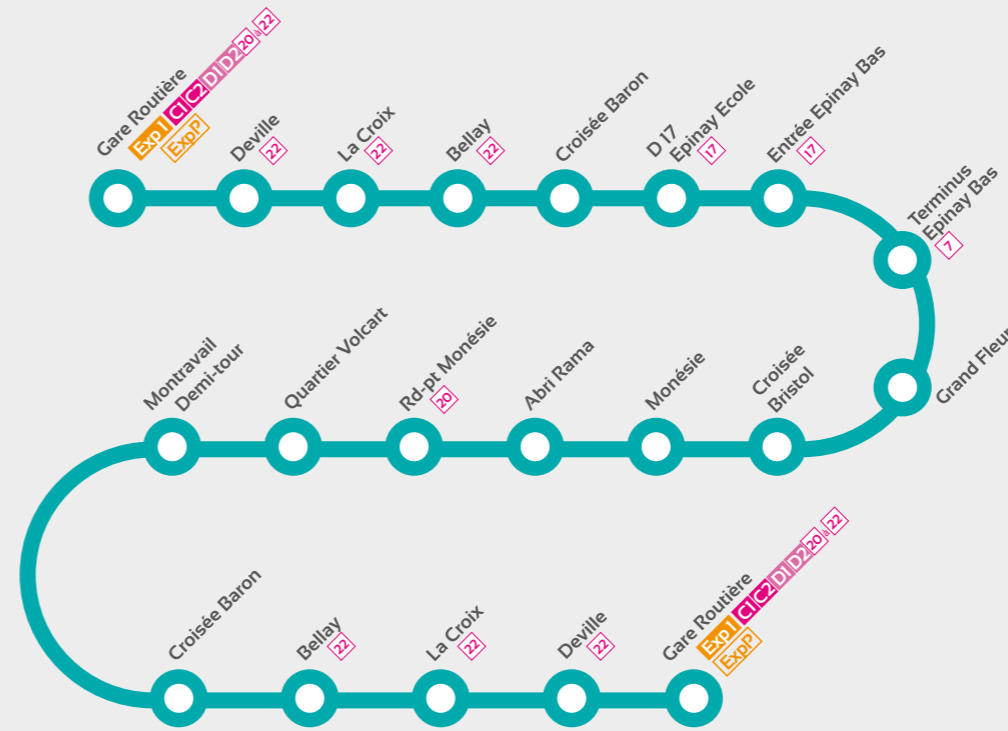 Gare Routière
Exp1 C1 C2 D1 D2 20 à 22
ExpP
Deville
22
La Croix
22
Bellay
22
Croisée Baron
D 17
Epinay Ecole
17
Entrée Epinay Bas
17
Terminus
Epinay Bas
7
Grand Fleur
Croisée
Bristol
Monésie
Abri Rama
Rd-pt Monésie
20
Quartier Volcart
Montravail
Demi-tour
Croisée Baron
Bellay
22
La Croix
22
Deville
22
Gare Routière
Exp1 C1 C2 D1 D2 20 à 22
ExpP